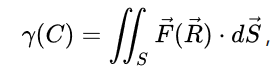 γ(C) = ∬_S F⃗(R⃗) · dS⃗,